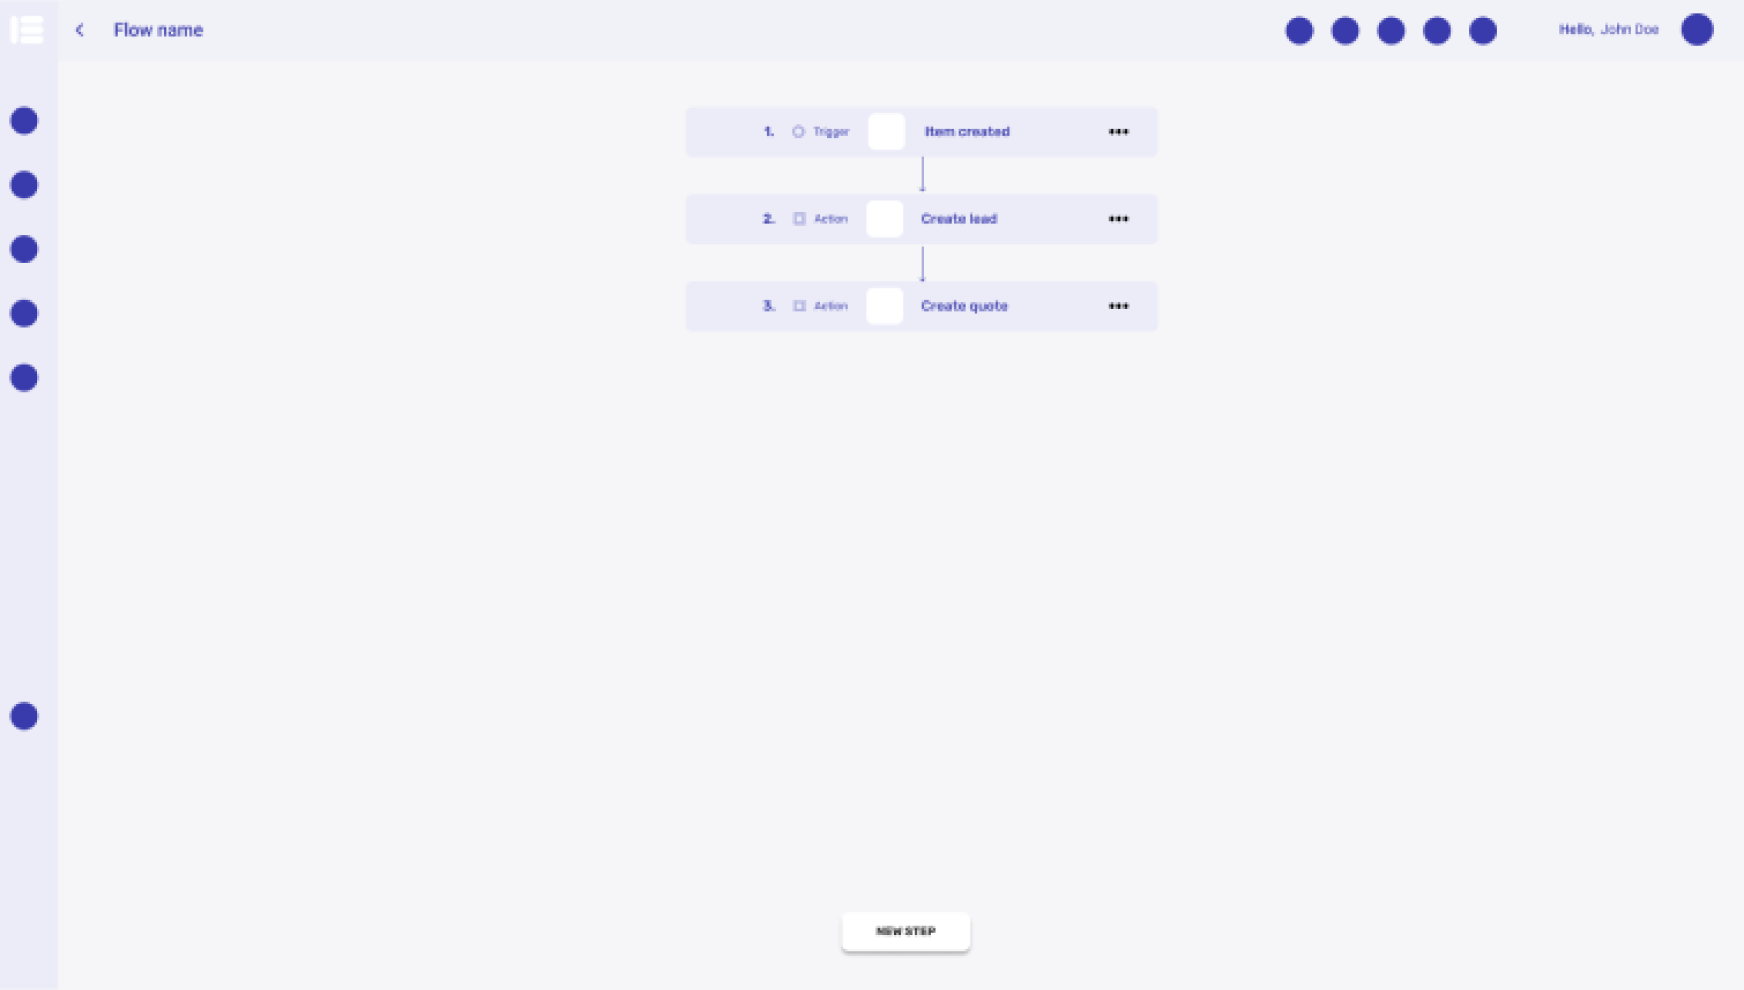 Flow name
Hello, John Doe
1. Trigger Item created
2. Action Create lead
3. Action Create quote
NEW STEP